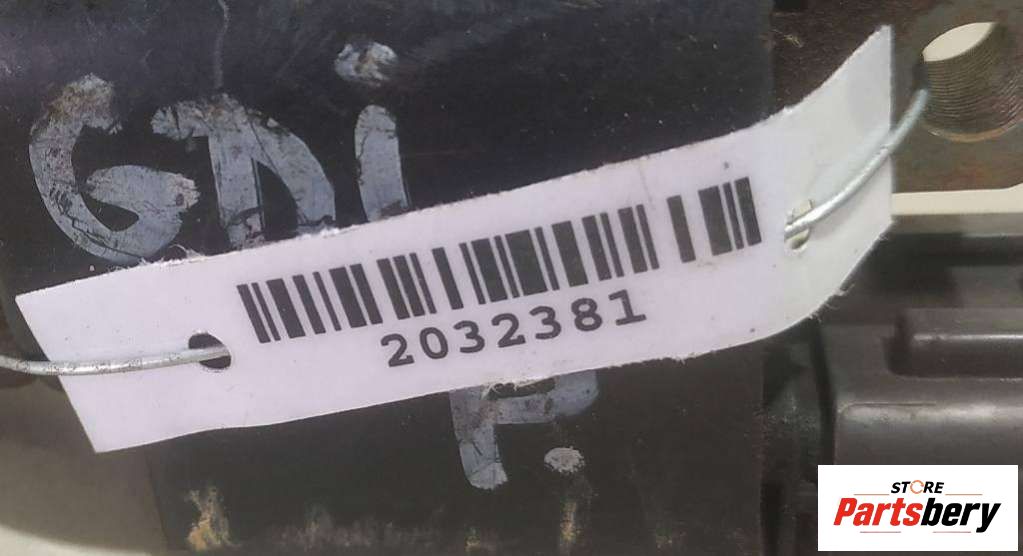 GDi
2032381
P.
STORE
Partsbery